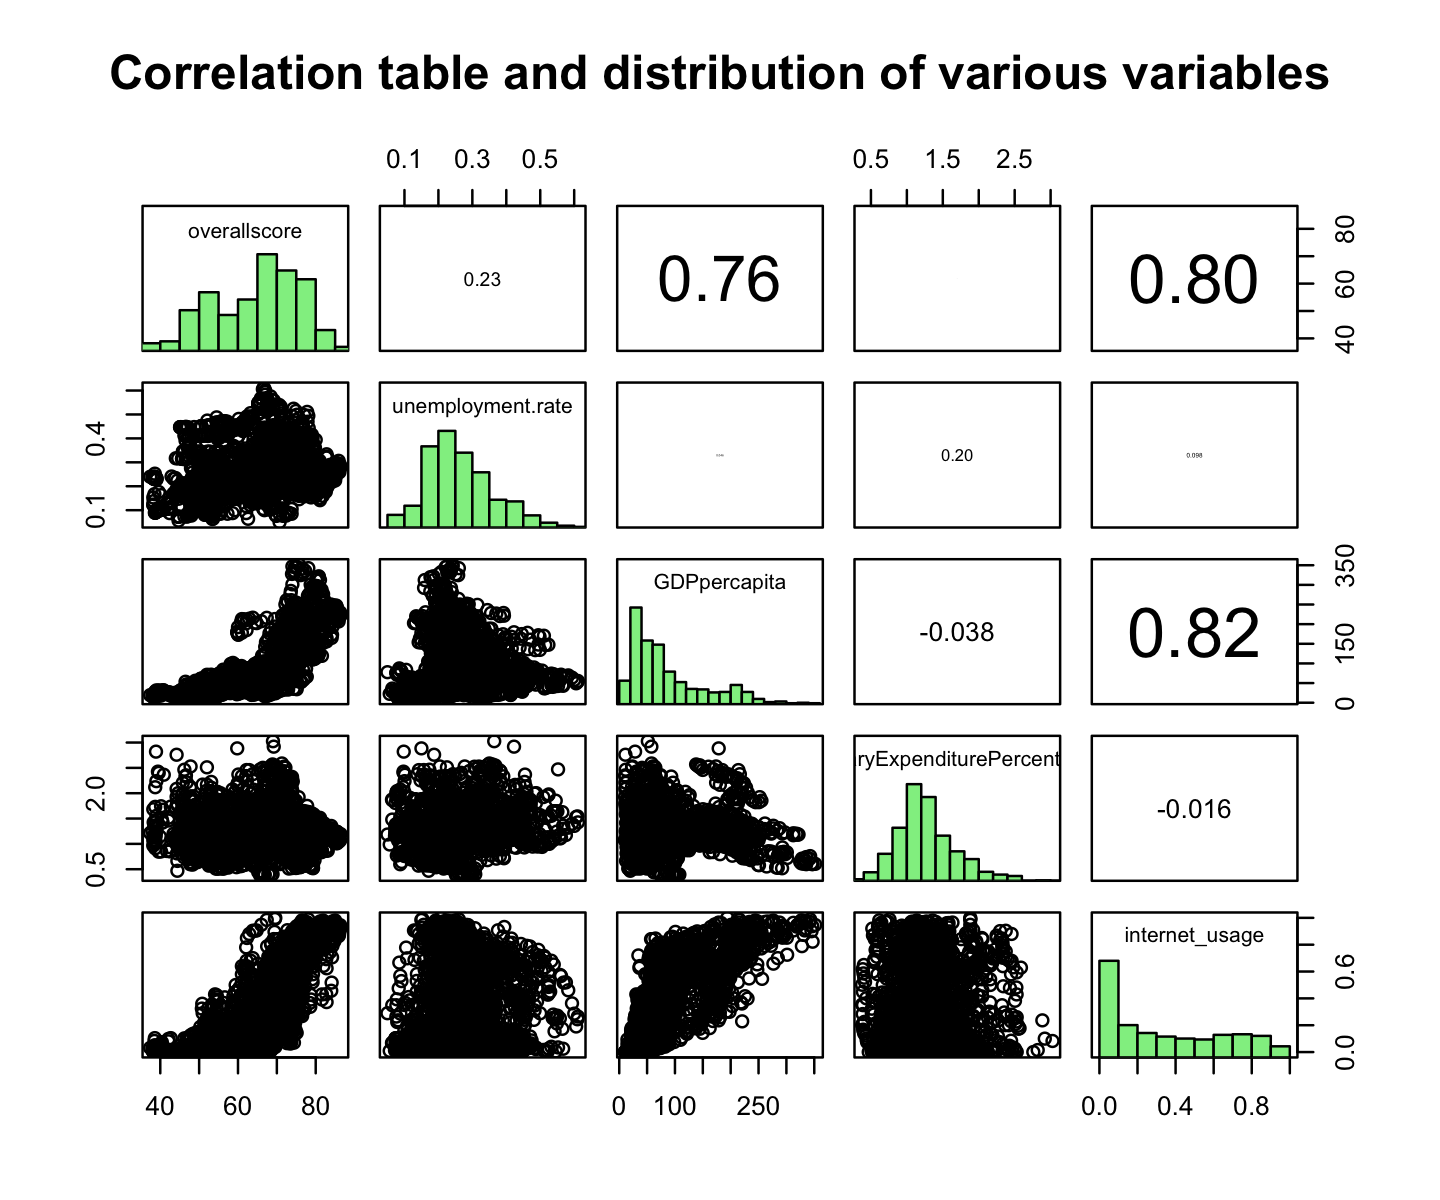 Correlation table and distribution of various variables
0.1 0.3 0.5 0.5 1.5 2.5
overallscore
0.23
0.76
0.80
40 60 80
unemployment.rate
0.20
0.098
0.1 0.4
GDPpercapita
-0.038
0.82
0 150 350
ryExpenditurePercent
-0.016
0.5 2.0
internet_usage
0.0 0.6
40 60 80 0 100 250 0.0 0.4 0.8